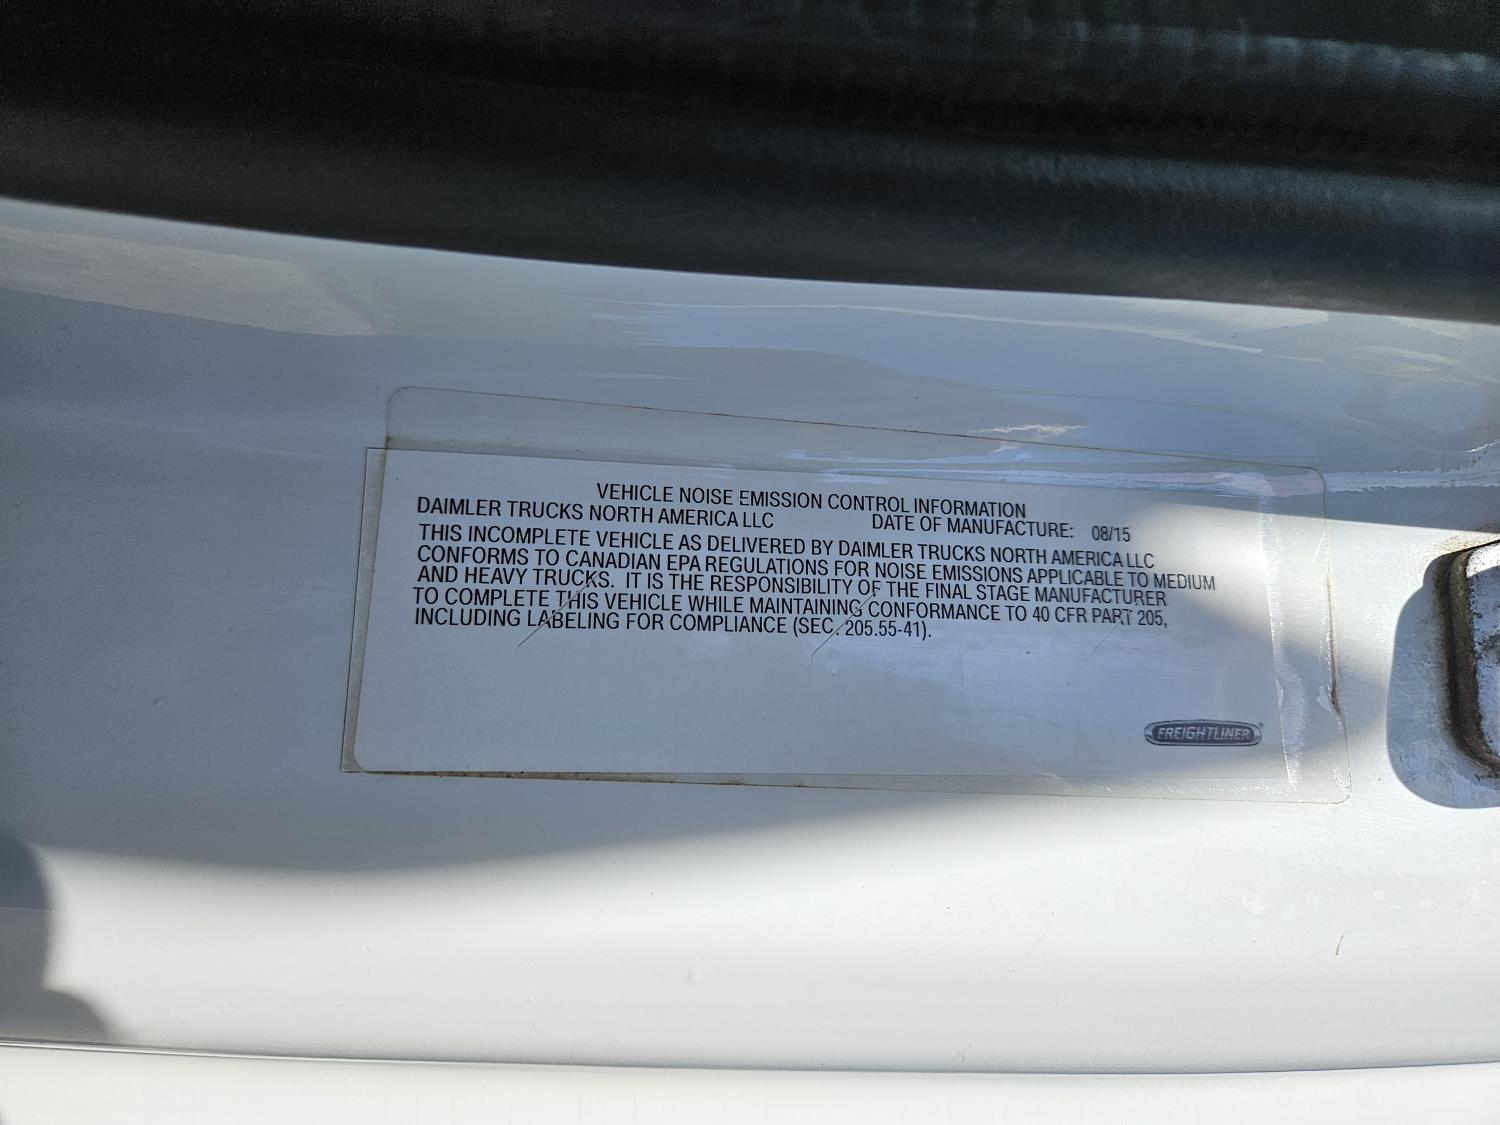 VEHICLE NOISE EMISSION CONTROL INFORMATION
DAIMLER TRUCKS NORTH AMERICA LLC DATE OF MANUFACTURE: 08/15
THIS INCOMPLETE VEHICLE AS DELIVERED BY DAIMLER TRUCKS NORTH AMERICA LLC
CONFORMS TO CANADIAN EPA REGULATIONS FOR NOISE EMISSIONS APPLICABLE TO MEDIUM
AND HEAVY TRUCKS. IT IS THE RESPONSIBILITY OF THE FINAL STAGE MANUFACTURER
TO COMPLETE THIS VEHICLE WHILE MAINTAINING CONFORMANCE TO 40 CFR PART 205,
INCLUDING LABELING FOR COMPLIANCE (SEC. 205.55-41).
FREIGHTLINER®